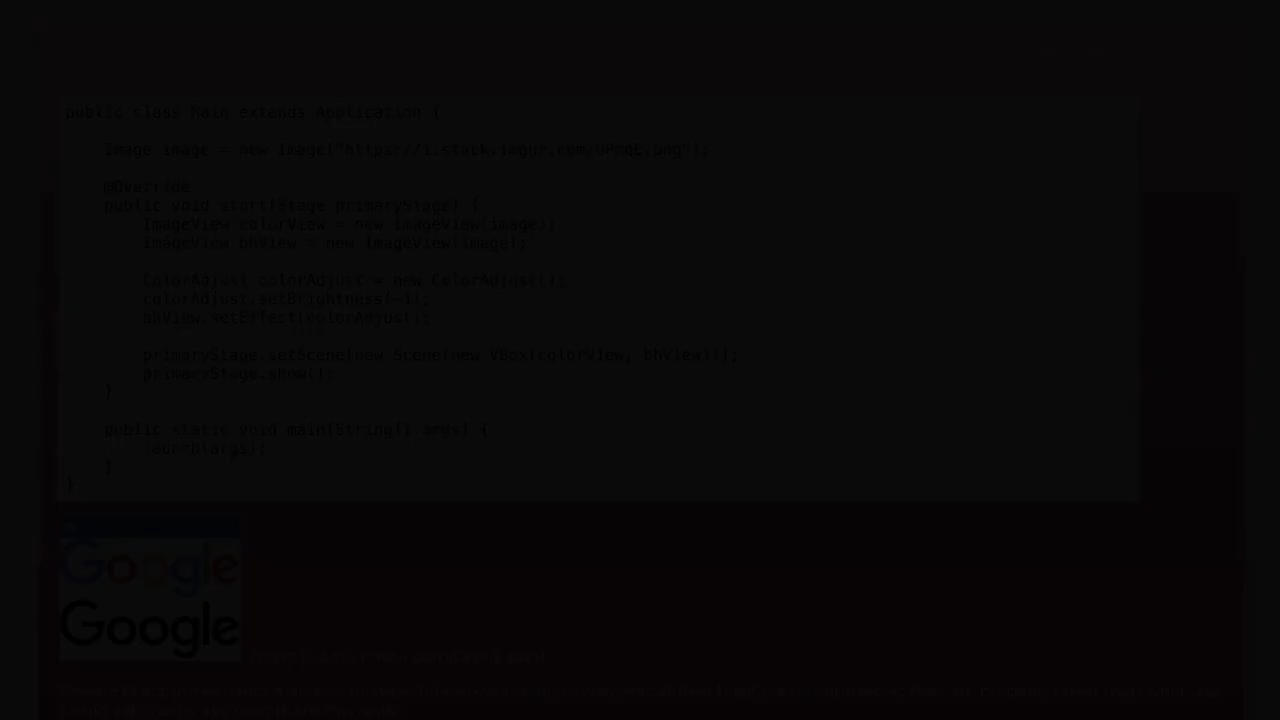 public class Main extends Application {
Image image = new Image("https://i.stack.imgur.com/UPmqE.png");
@Override
public void start(Stage primaryStage) {
ImageView colorView = new ImageView(image);
ImageView bhView = new ImageView(image);
ColorAdjust colorAdjust = new ColorAdjust();
colorAdjust.setBrightness(-1);
bhView.setEffect(colorAdjust);
primaryStage.setScene(new Scene(new VBox(colorView, bhView)));
primaryStage.show();
}
public static void main(String[] args) {
launch(args);
}
}
Google
Google